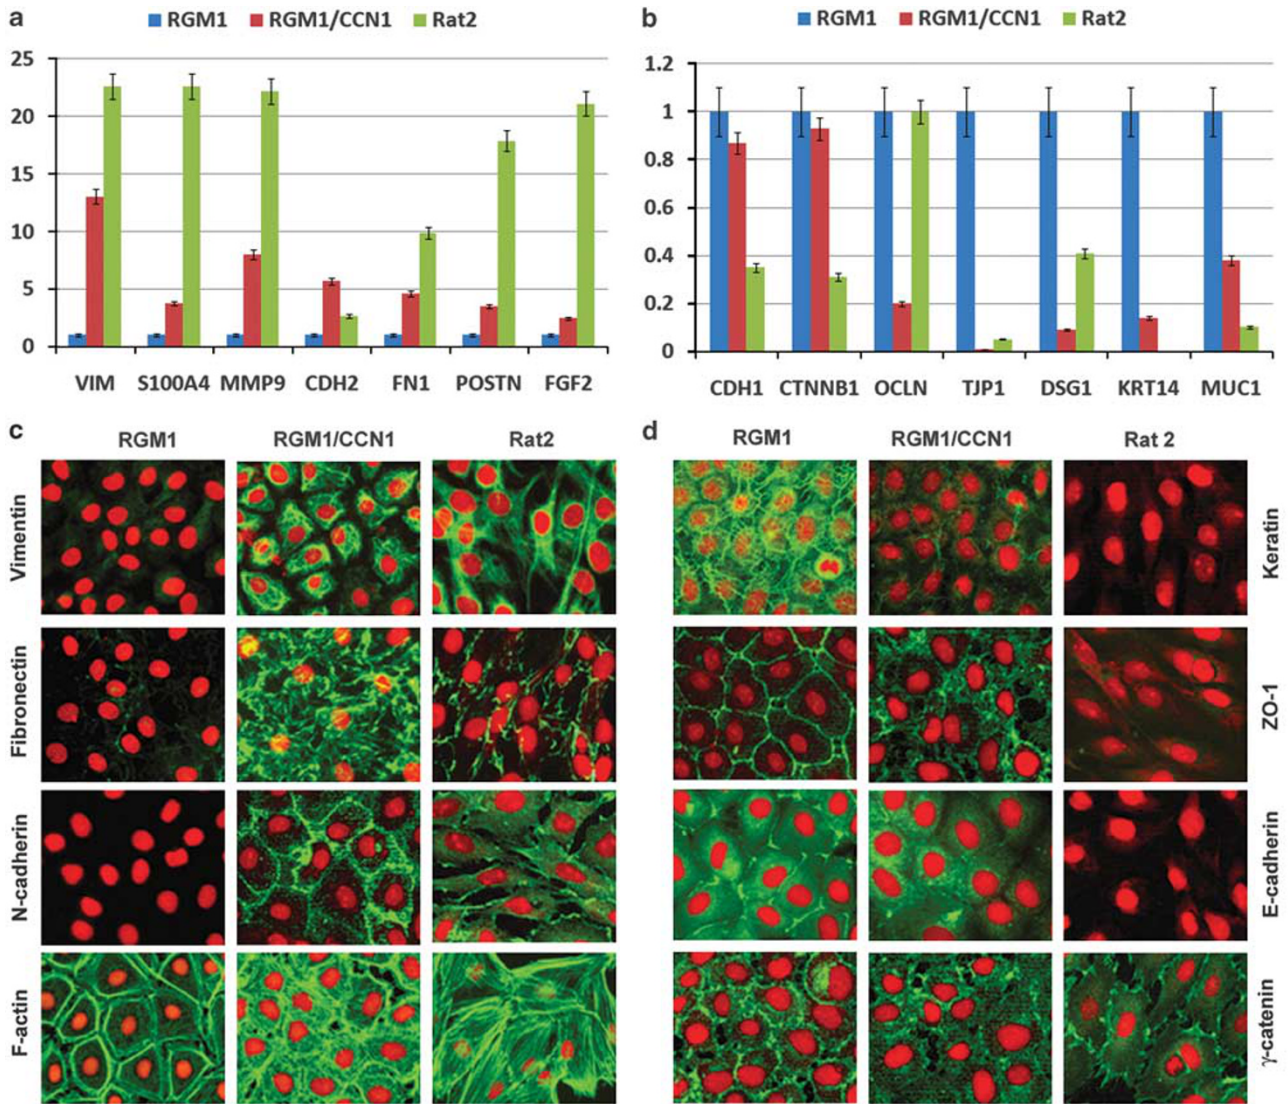 a
RGM1 RGM1/CCN1 Rat2
25
20
15
10
5
0
VIM S100A4 MMP9 CDH2 FN1 POSTN FGF2
b
RGM1 RGM1/CCN1 Rat2
1.2
1
0.8
0.6
0.4
0.2
0
CDH1 CTNNB1 OCLN TJP1 DSG1 KRT14 MUC1
c
RGM1 RGM1/CCN1 Rat2
Vimentin
Fibronectin
N-cadherin
F-actin
d
RGM1 RGM1/CCN1 Rat 2
Keratin
ZO-1
E-cadherin
γ-catenin